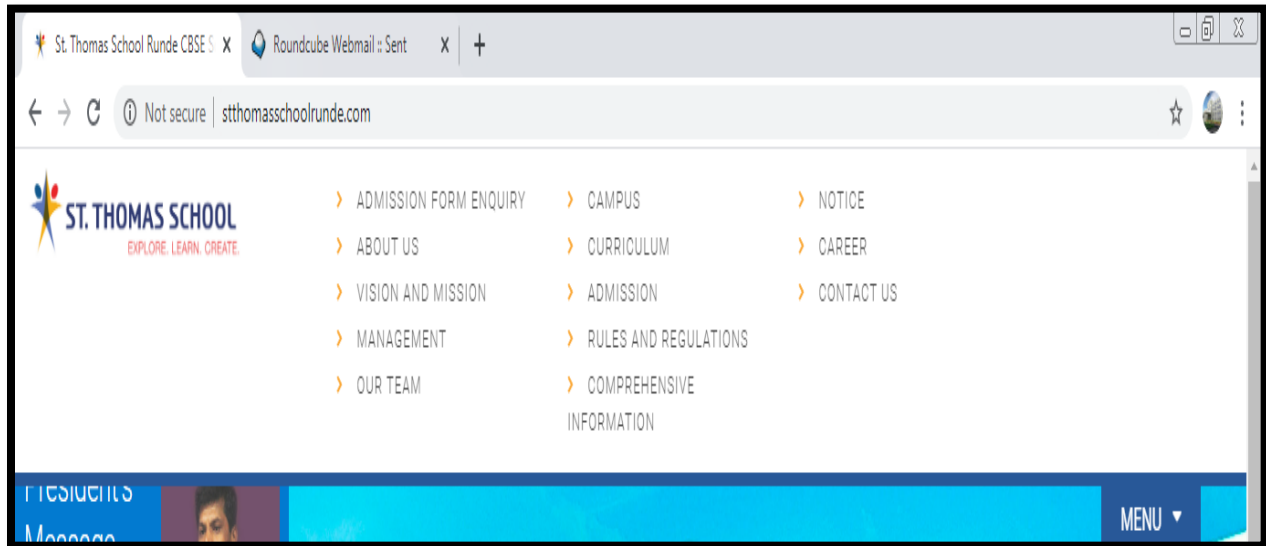 St. Thomas School Runde CBSE S
Roundcube Webmail :: Sent
Not secure | stthomasschoolrunde.com
ST. THOMAS SCHOOL
EXPLORE. LEARN. CREATE.
ADMISSION FORM ENQUIRY
ABOUT US
VISION AND MISSION
MANAGEMENT
OUR TEAM
CAMPUS
CURRICULUM
ADMISSION
RULES AND REGULATIONS
COMPREHENSIVE
INFORMATION
NOTICE
CAREER
CONTACT US
President's
Message
MENU